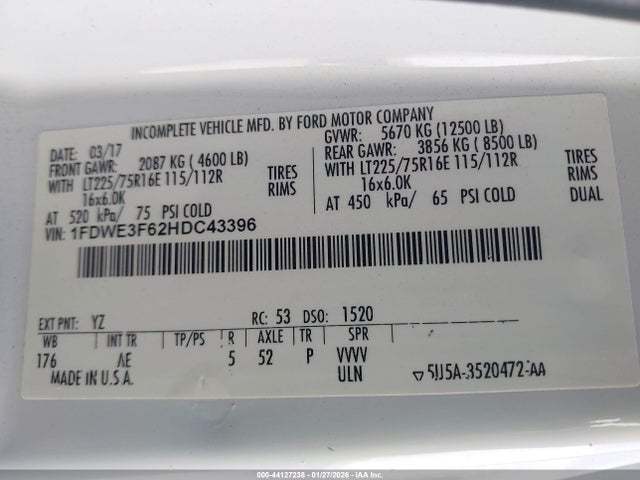 INCOMPLETE VEHICLE MFD. BY FORD MOTOR COMPANY
DATE: 03/17 GVWR: 5670 KG (12500 LB)
FRONT GAWR: 2087 KG ( 4600 LB) REAR GAWR: 3856 KG ( 8500 LB)
WITH LT225/75R16E 115/112R TIRES WITH LT225/75R16E 115/112R TIRES
16x6.0K RIMS 16x6.0K RIMS
AT 520 kPa/ 75 PSI COLD AT 450 kPa/ 65 PSI COLD DUAL
VIN: 1FDWE3F62HDC43396
EXT PNT: YZ RC: 53 DSO: 1520
WB INT TR TP/PS R AXLE TR SPR
176 AE 5 52 P VVVV
MADE IN U.S.A. ULN 5U5A-3520472-AA
000-44127238 - 01/27/2026 - IAA Inc.